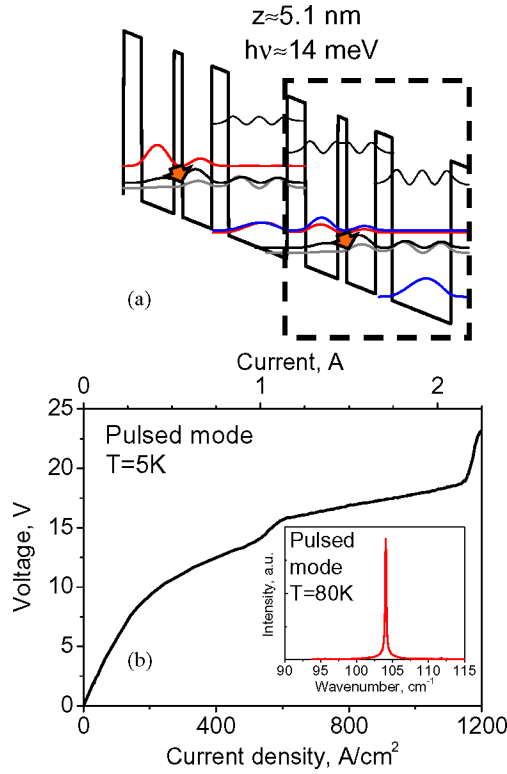 z≈5.1 nm
hν≈14 meV
(a)
Current, A
0 1 2
25
20
15
10
5
0
Voltage, V
Pulsed mode
T=5K
(b)
Intensity, a.u.
Pulsed
mode
T=80K
90 95 100 105 110 115
Wavenumber, cm⁻¹
0 400 800 1200
Current density, A/cm²